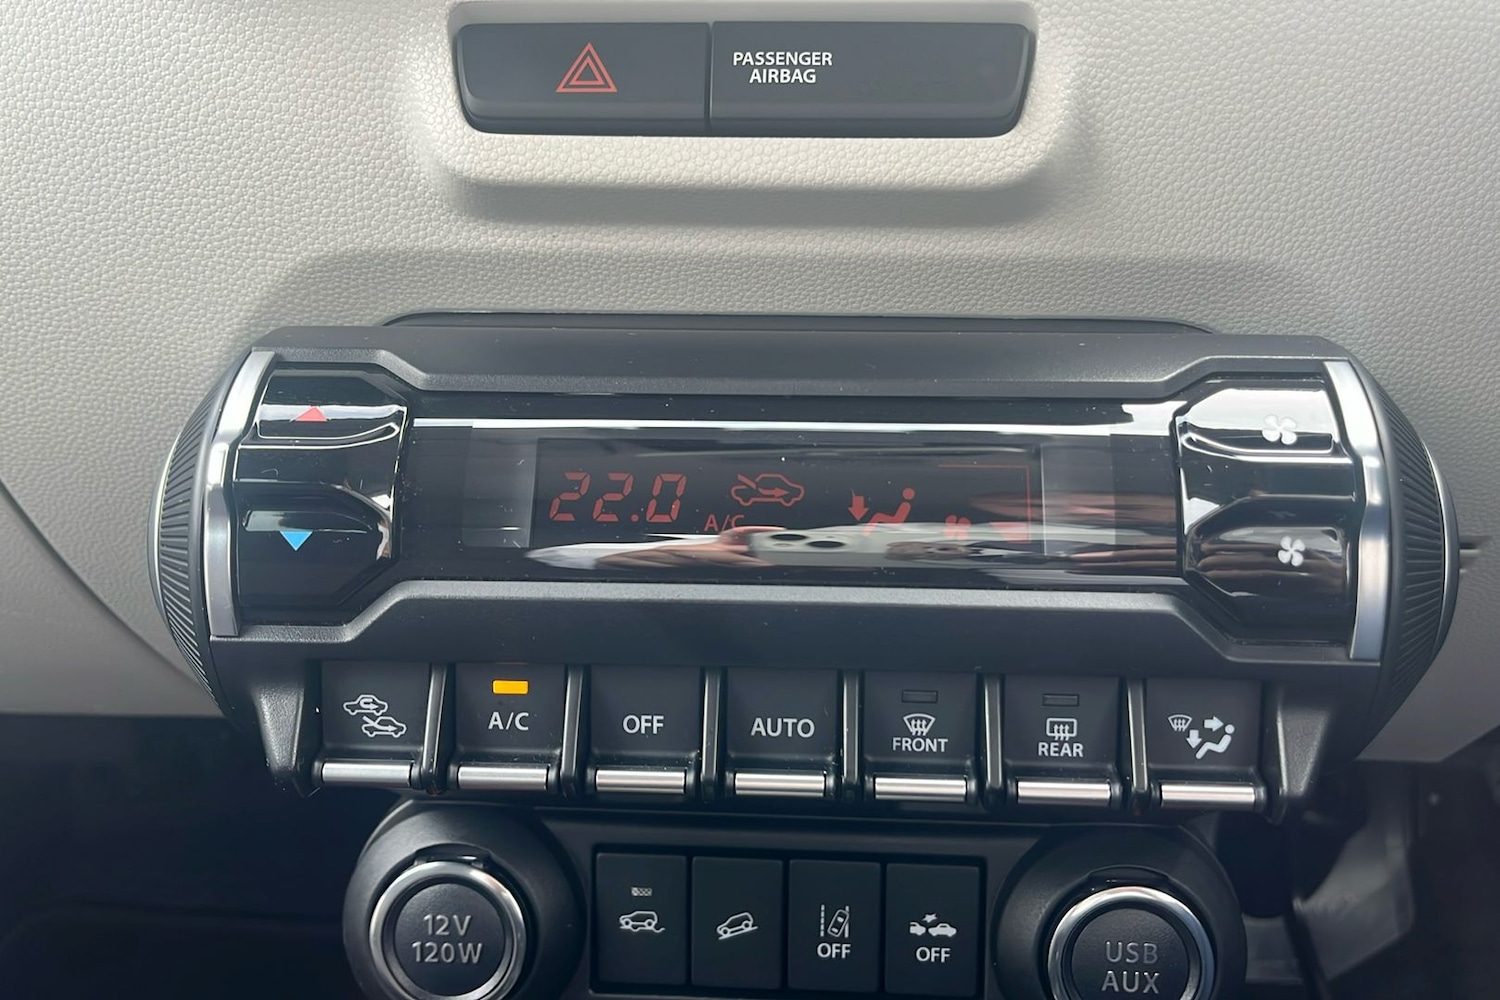 PASSENGER
AIRBAG
22.0
A/C
A/C
OFF
AUTO
FRONT
REAR
12V
120W
OFF
OFF
USB
AUX